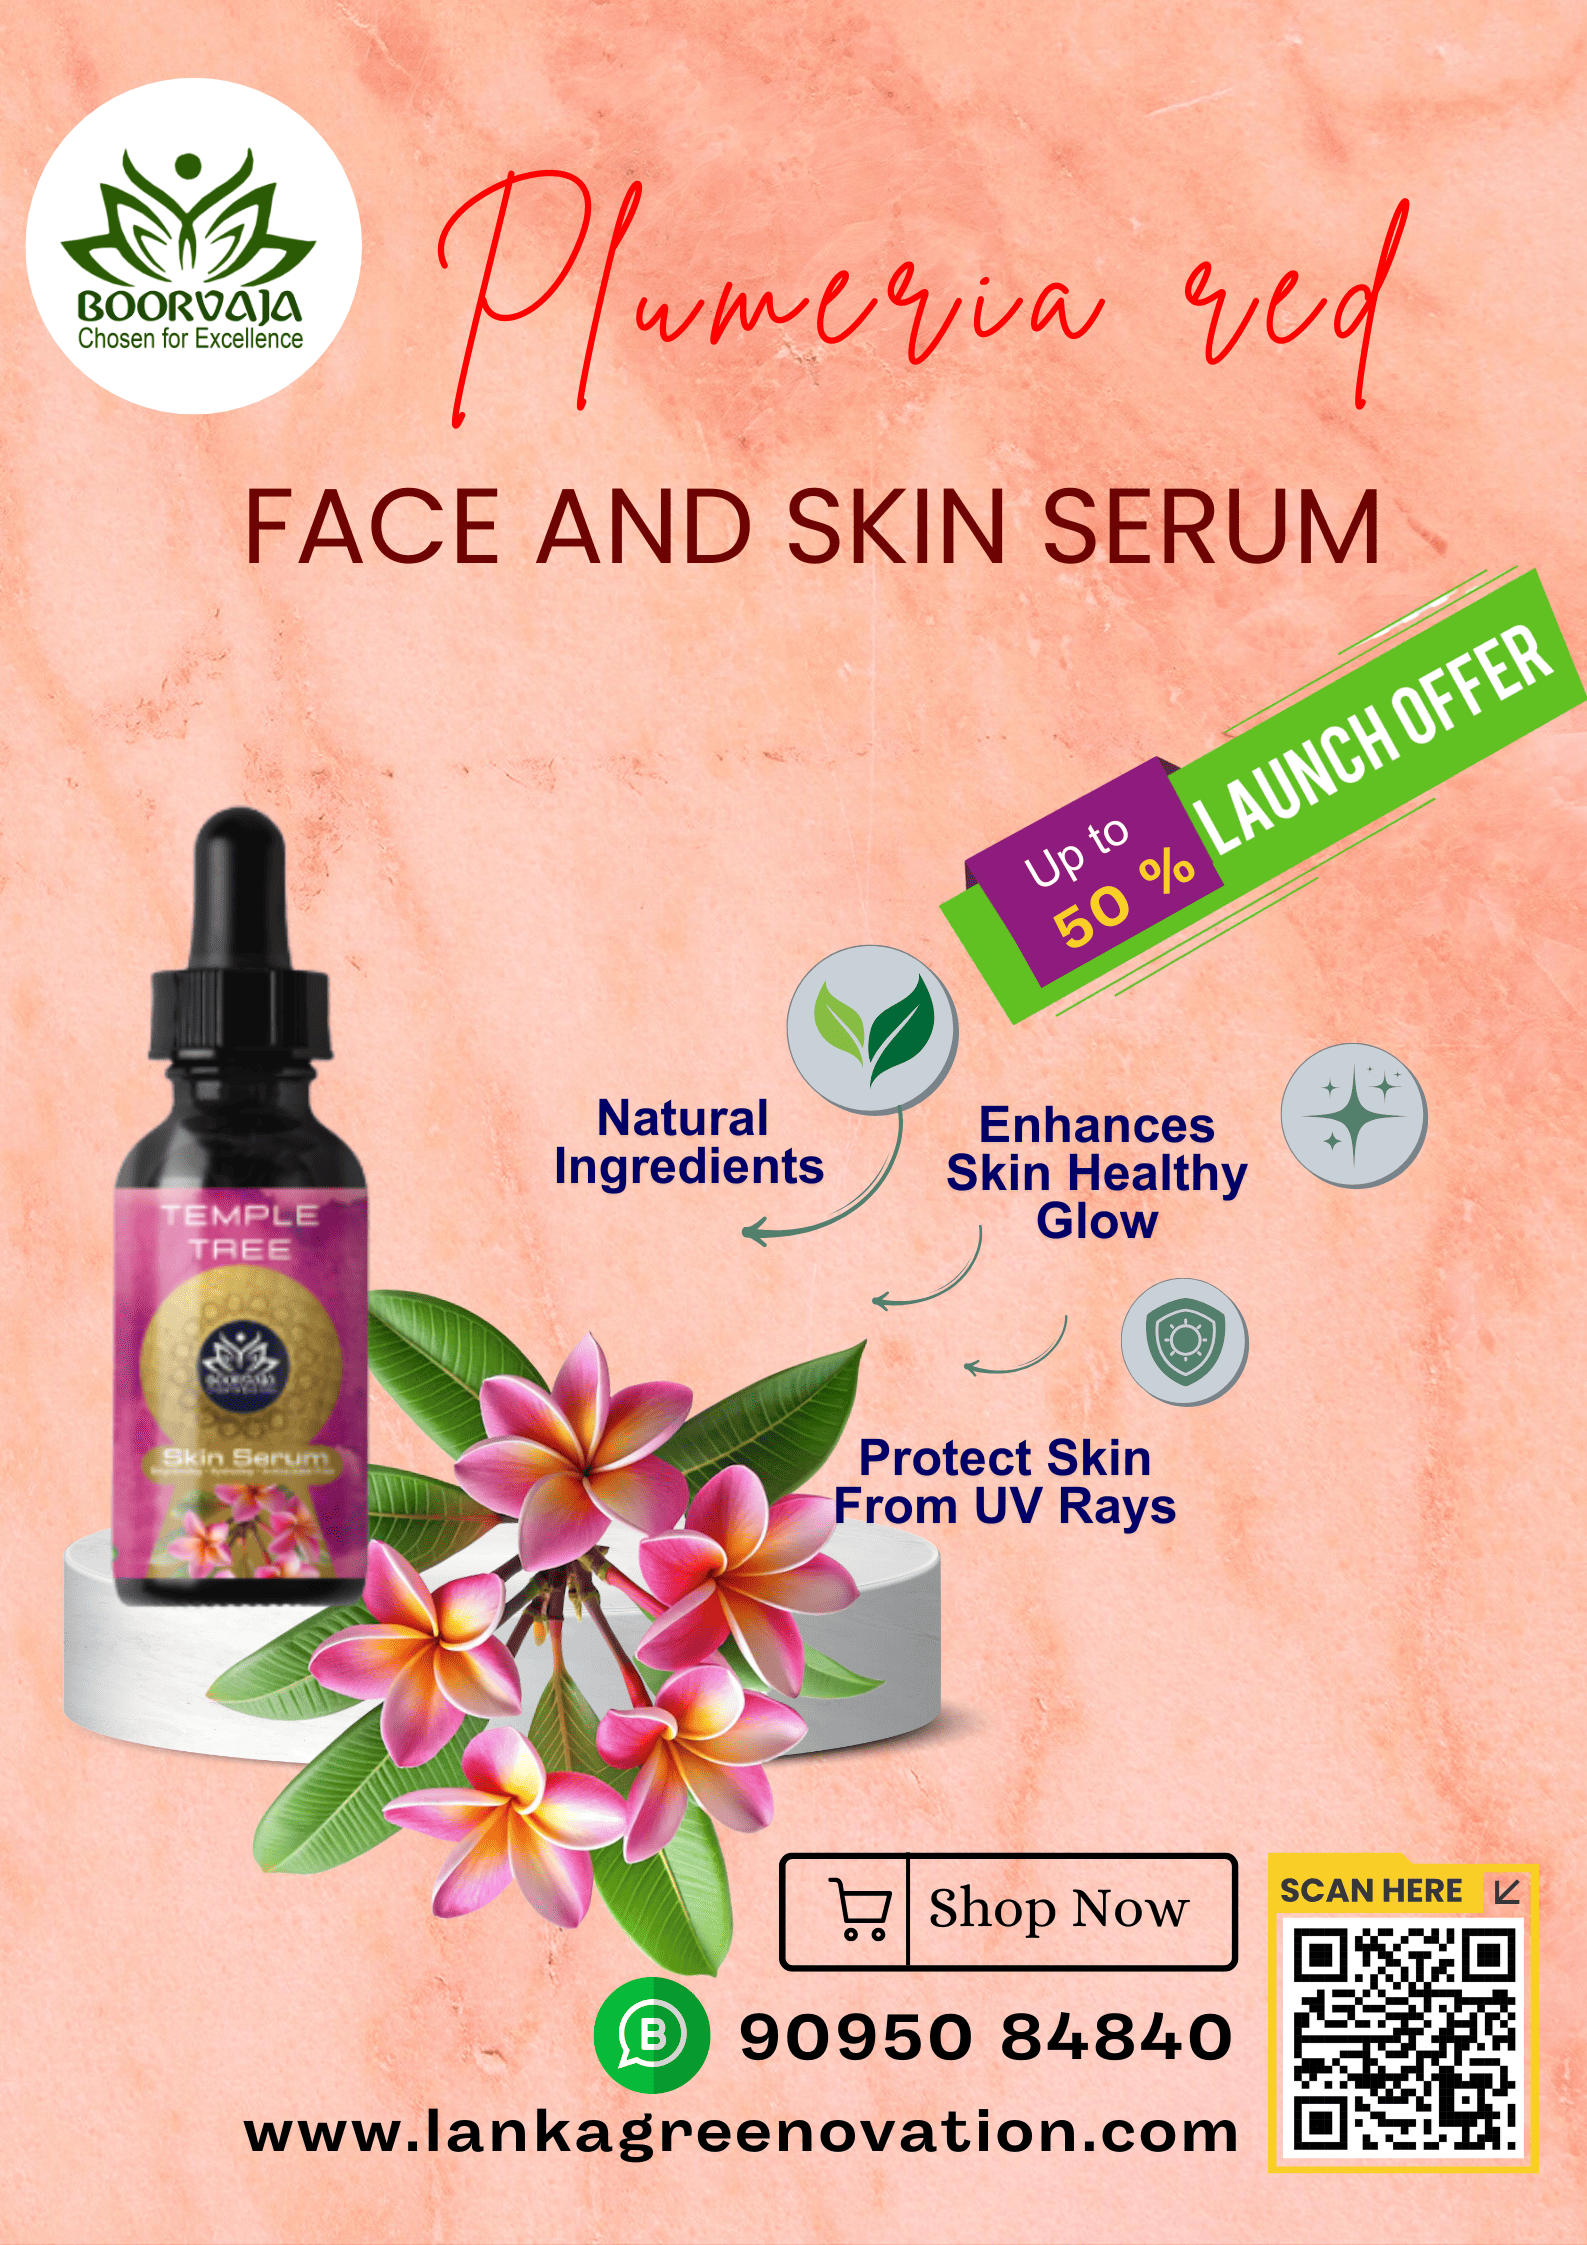 BOORVAJA
Chosen for Excellence
Plumeria red
FACE AND SKIN SERUM
LAUNCH OFFER
Up to
50 %
Natural
Ingredients
Enhances
Skin Healthy
Glow
Protect Skin
From UV Rays
TEMPLE
TREE
BOORVAJA
Skin Serum
Shop Now
SCAN HERE
B
90950 84840
www.lankagreenovation.com